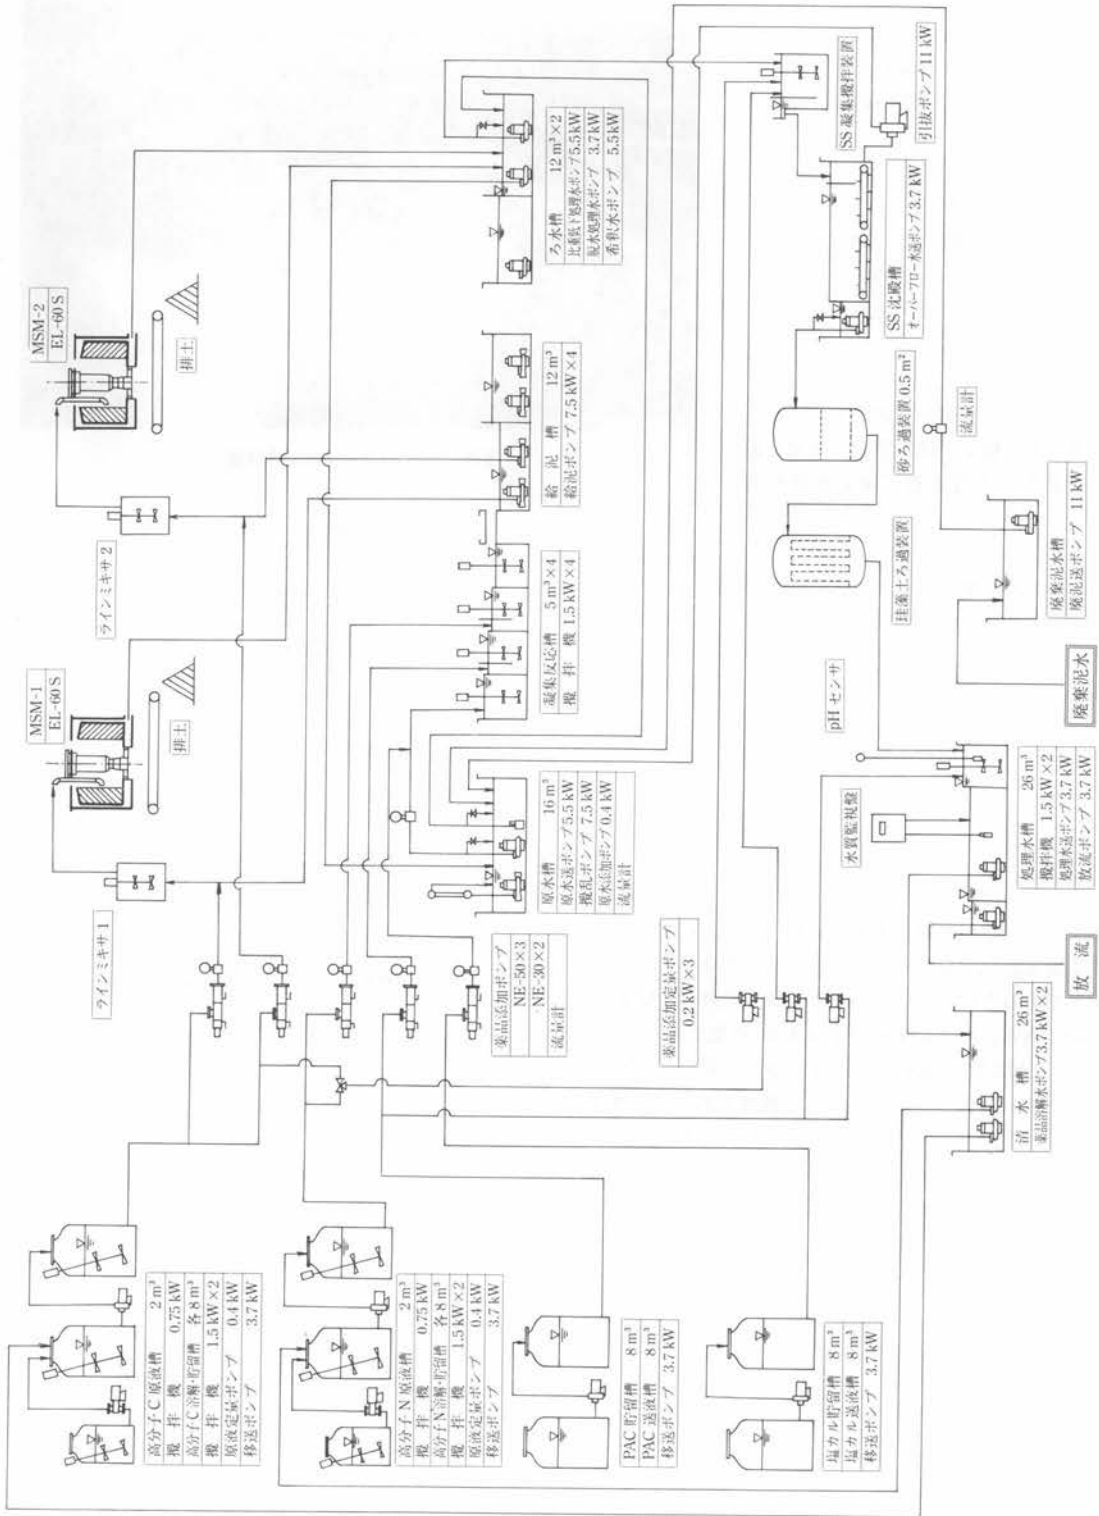 MSM-2
EL-60 S
排土
ラインミキサ 2
MSM-1
EL-60 S
排土
ラインミキサ 1
高分子 C 原液槽 2 m³
攪拌機 0.75 kW
高分子 C 溶解・貯留槽 各 8 m³
攪拌機 1.5 kW×2
原液定量ポンプ 0.4 kW
移送ポンプ 3.7 kW
高分子 N 原液槽 2 m³
攪拌機 0.75 kW
高分子 N 溶解・貯留槽 各 8 m³
攪拌機 1.5 kW×2
原液定量ポンプ 0.4 kW
移送ポンプ 3.7 kW
PAC 貯留槽 8 m³
PAC 送液槽 8 m³
移送ポンプ 3.7 kW
塩カル貯留槽 8 m³
塩カル送液槽 8 m³
移送ポンプ 3.7 kW
薬品添加ポンプ
NE-50×3
NE-30×2
流量計
薬品添加定量ポンプ
0.2 kW×3
原水槽 16 m³
原水送ポンプ 5.5 kW
攪乱ポンプ 7.5 kW
原水添加ポンプ 0.4 kW
流量計
凝集反応槽 5 m³×4
攪拌機 1.5 kW×4
給泥槽 12 m³
給泥ポンプ 7.5 kW×4
ろ水槽 12 m³×2
比重低下処理水ポンプ 5.5 kW
脱水処理水ポンプ 3.7 kW
希釈水ポンプ 5.5 kW
SS 凝集攪拌装置
引抜ポンプ 11 kW
SS 沈殿槽
オーバーフロー水送ポンプ 3.7 kW
砂ろ過装置 0.5 m²
珪藻土ろ過装置
流量計
廃棄泥水槽
廃泥送ポンプ 11 kW
廃棄泥水
pH センサ
水質監視盤
処理水槽 26 m³
攪拌機 1.5 kW×2
処理水送ポンプ 3.7 kW
放流ポンプ 3.7 kW
放流
清水槽 26 m³
薬品溶解水ポンプ 3.7 kW×2